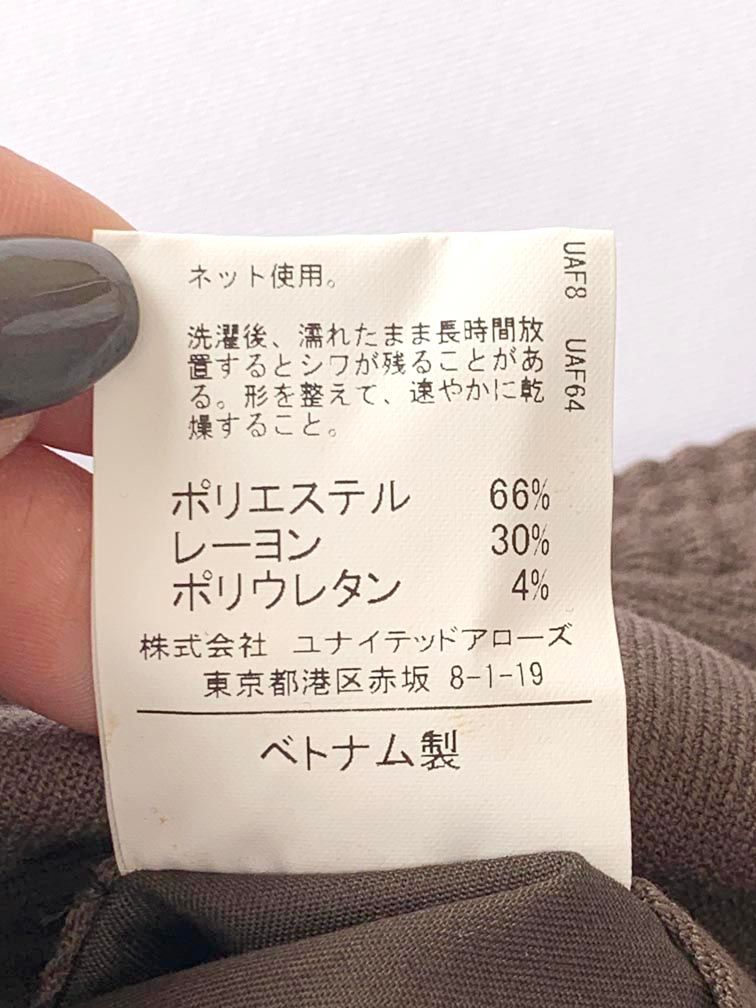 ネット使用。
洗濯後、濡れたまま長時間放
置するとシワが残ることがあ
る。形を整えて、速やかに乾
燥すること。
UAF8 UAF64
ポリエステル 66%
レーヨン 30%
ポリウレタン 4%
株式会社 ユナイテッドアローズ
東京都港区赤坂 8-1-19
ベトナム製